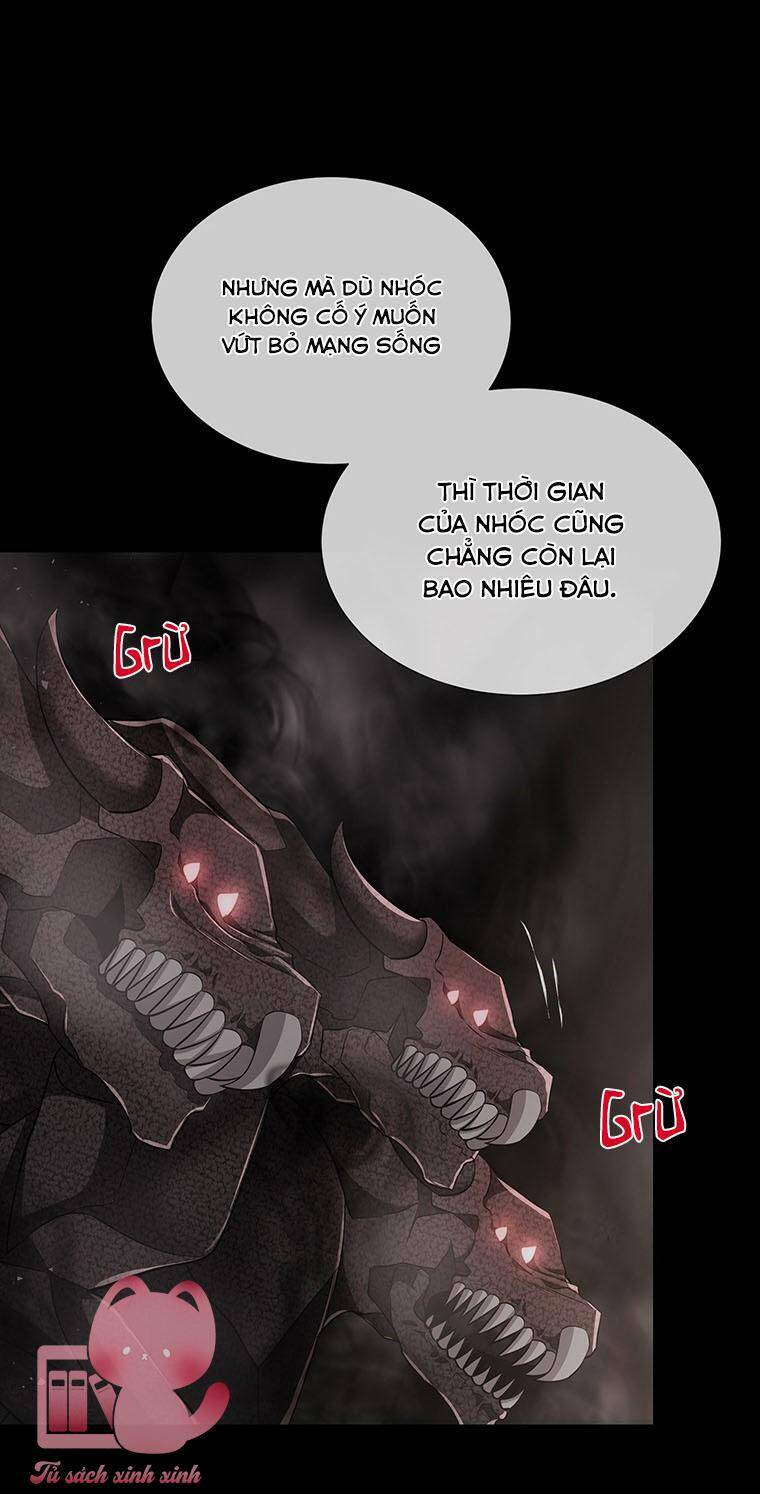 NHƯNG MÀ DÙ NHÓC
KHÔNG CỐ Ý MUỐN
VỨT BỎ MẠNG SỐNG
THÌ THỜI GIAN
CỦA NHÓC CŨNG
CHẲNG CÒN LẠI
BAO NHIÊU ĐÂU.
GRỪ
GRỪ
Tủ sách xinh xinh